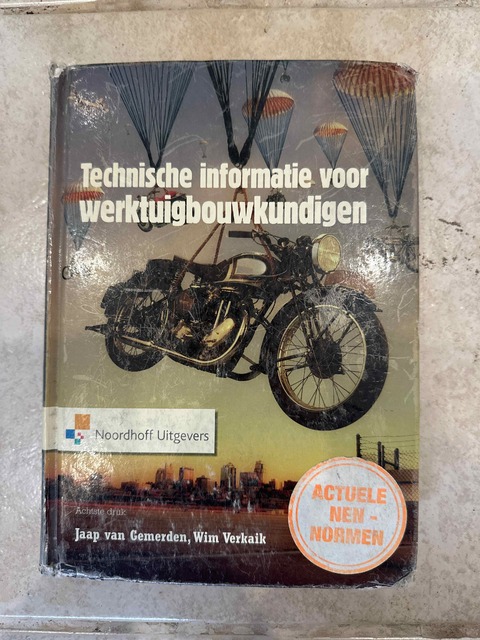 Technische informatie voor
werktuigbouwkundigen
Noordhoff Uitgevers
Achtste druk
Jaap van Gemerden, Wim Verkaik
ACTUELE
NEN -
NORMEN